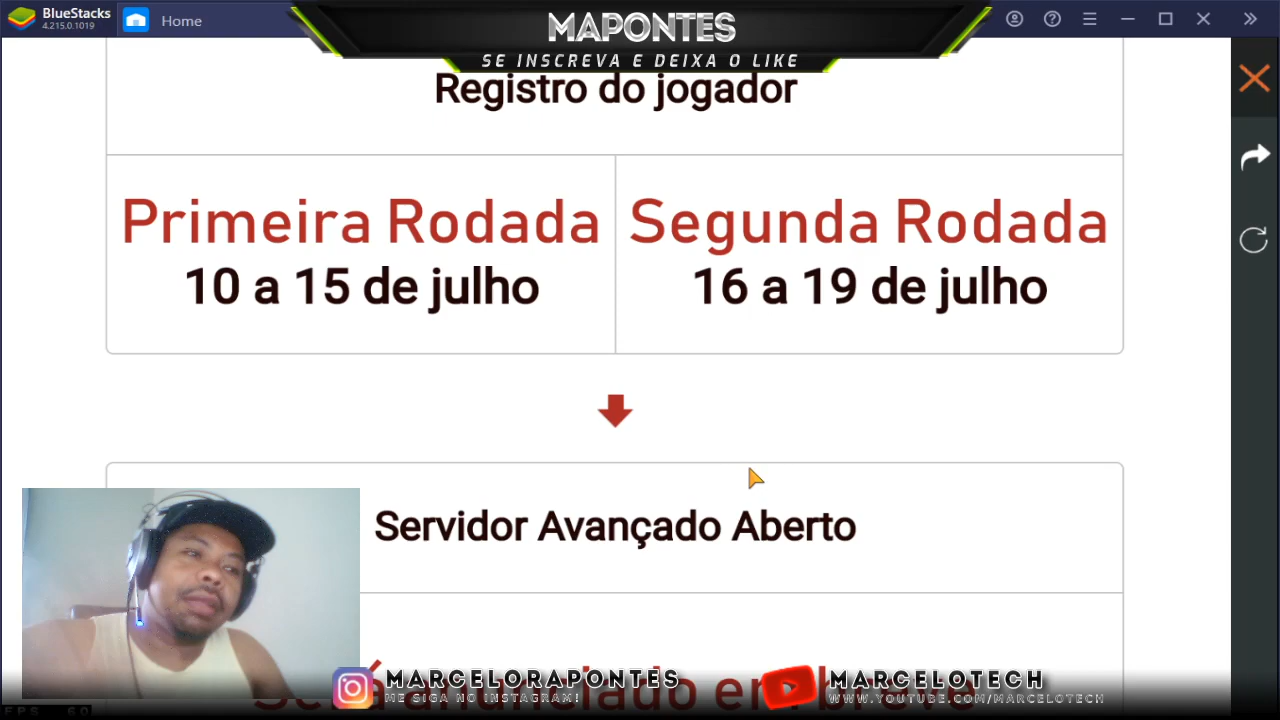 BlueStacks
4.215.0.1019
Home
MAPONTES
SE INSCREVA E DEIXA O LIKE
Registro do jogador
Primeira Rodada
10 a 15 de julho
Segunda Rodada
16 a 19 de julho
Servidor Avançado Aberto
MARCELORAPONTES
ME SIGA NO INSTAGRAM!
MARCELOTECH
WWW.YOUTUBE.COM/MARCELOTECH
FPS 60